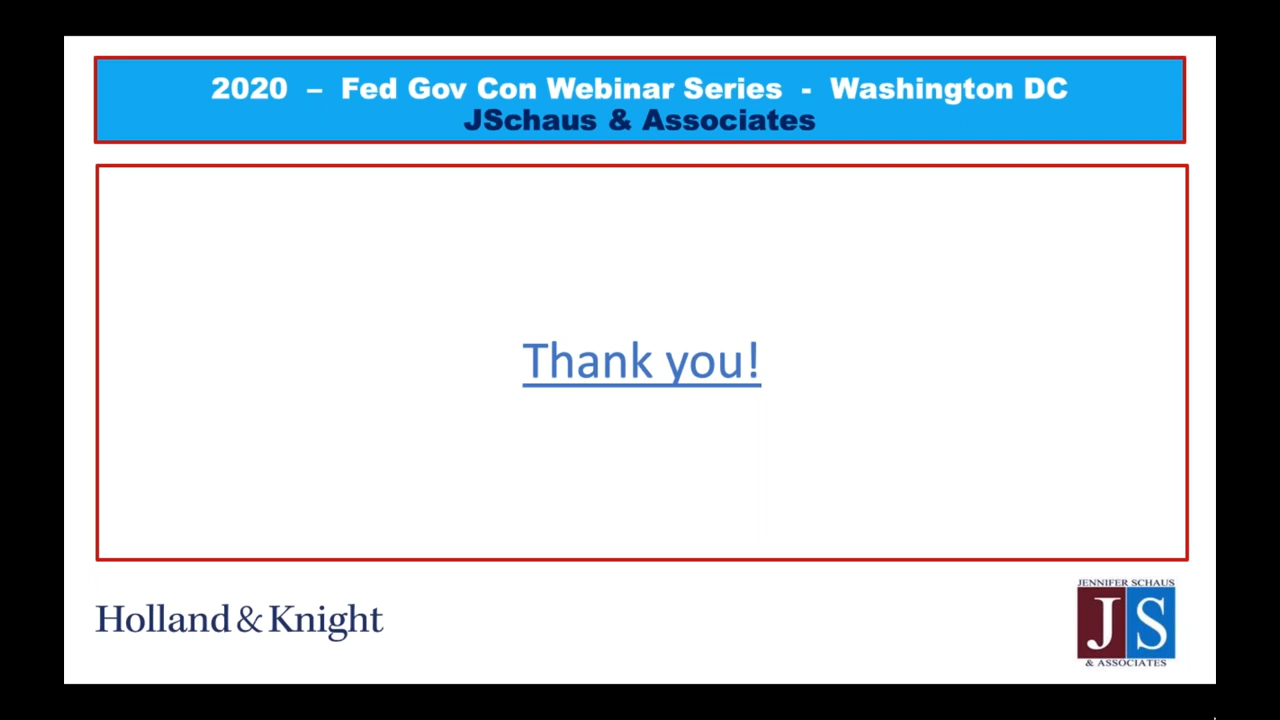 2020 – Fed Gov Con Webinar Series - Washington DC
JSchaus & Associates
Thank you!
Holland & Knight
JENNIFER SCHAUS
JS
& ASSOCIATES